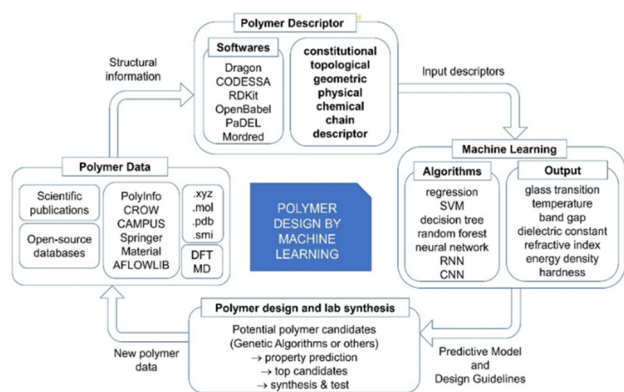 Polymer Descriptor
Softwares
Dragon
CODESSA
RDKit
OpenBabel
PaDEL
Mordred
constitutional
topological
geometric
physical
chemical
chain
descriptor
Structural
information
Input descriptors
Polymer Data
Scientific
publications
Open-source
databases
PolyInfo
CROW
CAMPUS
Springer
Material
AFLOWLIB
.xyz
.mol
.pdb
.smi
DFT
MD
POLYMER
DESIGN BY
MACHINE
LEARNING
Machine Learning
Algorithms
regression
SVM
decision tree
random forest
neural network
RNN
CNN
Output
glass transition
temperature
band gap
dielectric constant
refractive index
energy density
hardness
Polymer design and lab synthesis
Potential polymer candidates
(Genetic Algorithms or others)
→ property prediction
→ top candidates
→ synthesis & test
New polymer
data
Predictive Model
and
Design Guidelines